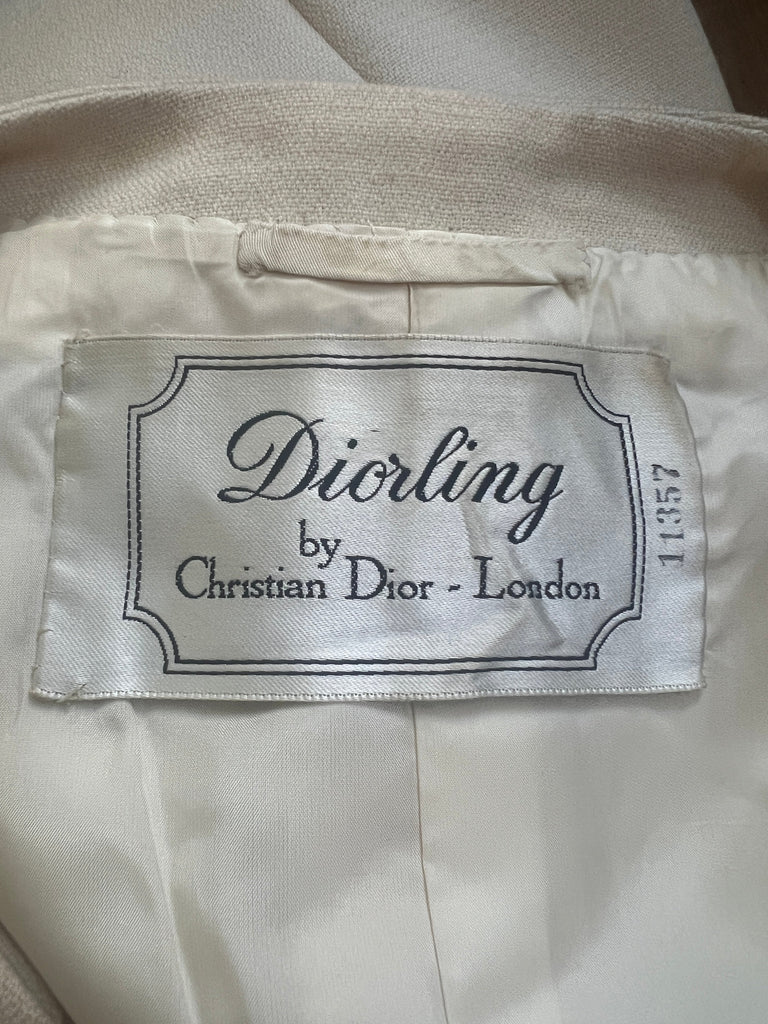 Diorling
by
Christian Dior - London
11357